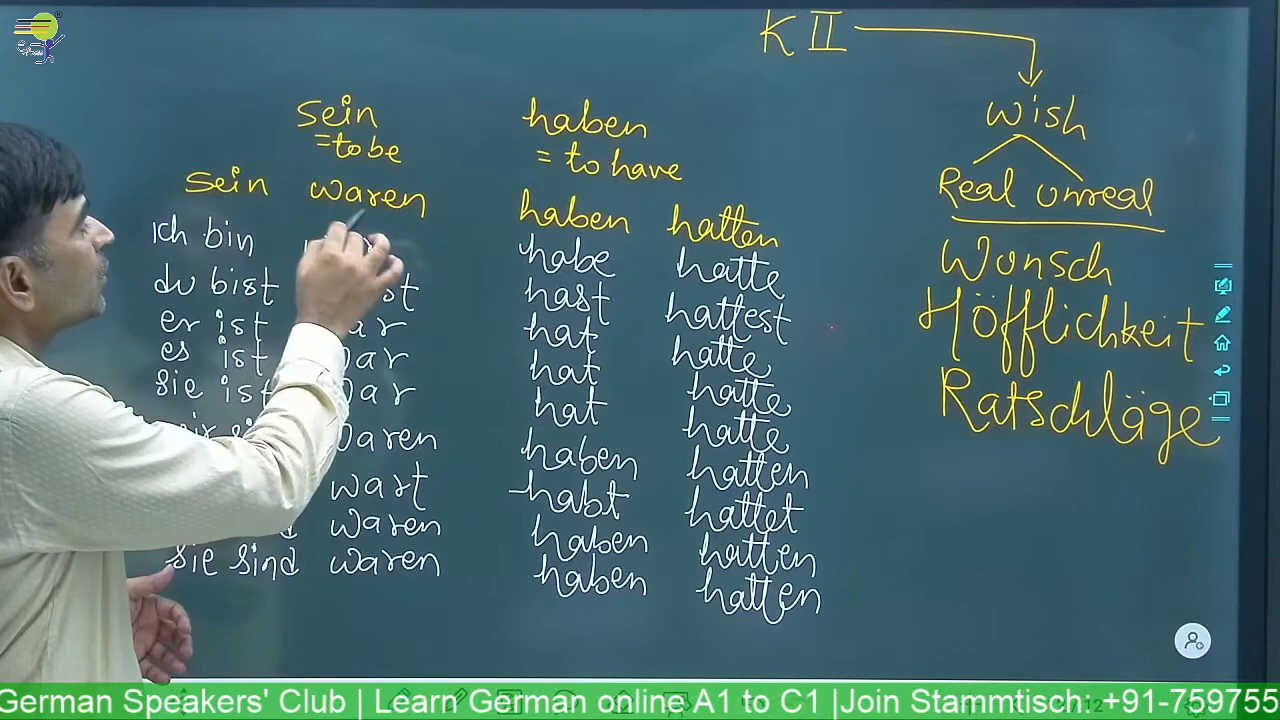 K II
wish
Real unreal
Wonsch
Höfflichkeit
Ratschläge
sein
= to be
haben
= to have
sein waren
haben hatten
ich bin
habe hatte
du bist
hast hattest
er ist
hat hatte
es ist
hat hatte
sie ist
hat hatte
waren
haben hatten
wart
habt hattet
waren
haben hatten
sie sind waren
haben hatten
German Speakers' Club | Learn German online A1 to C1 |Join Stammtisch: +91-759755